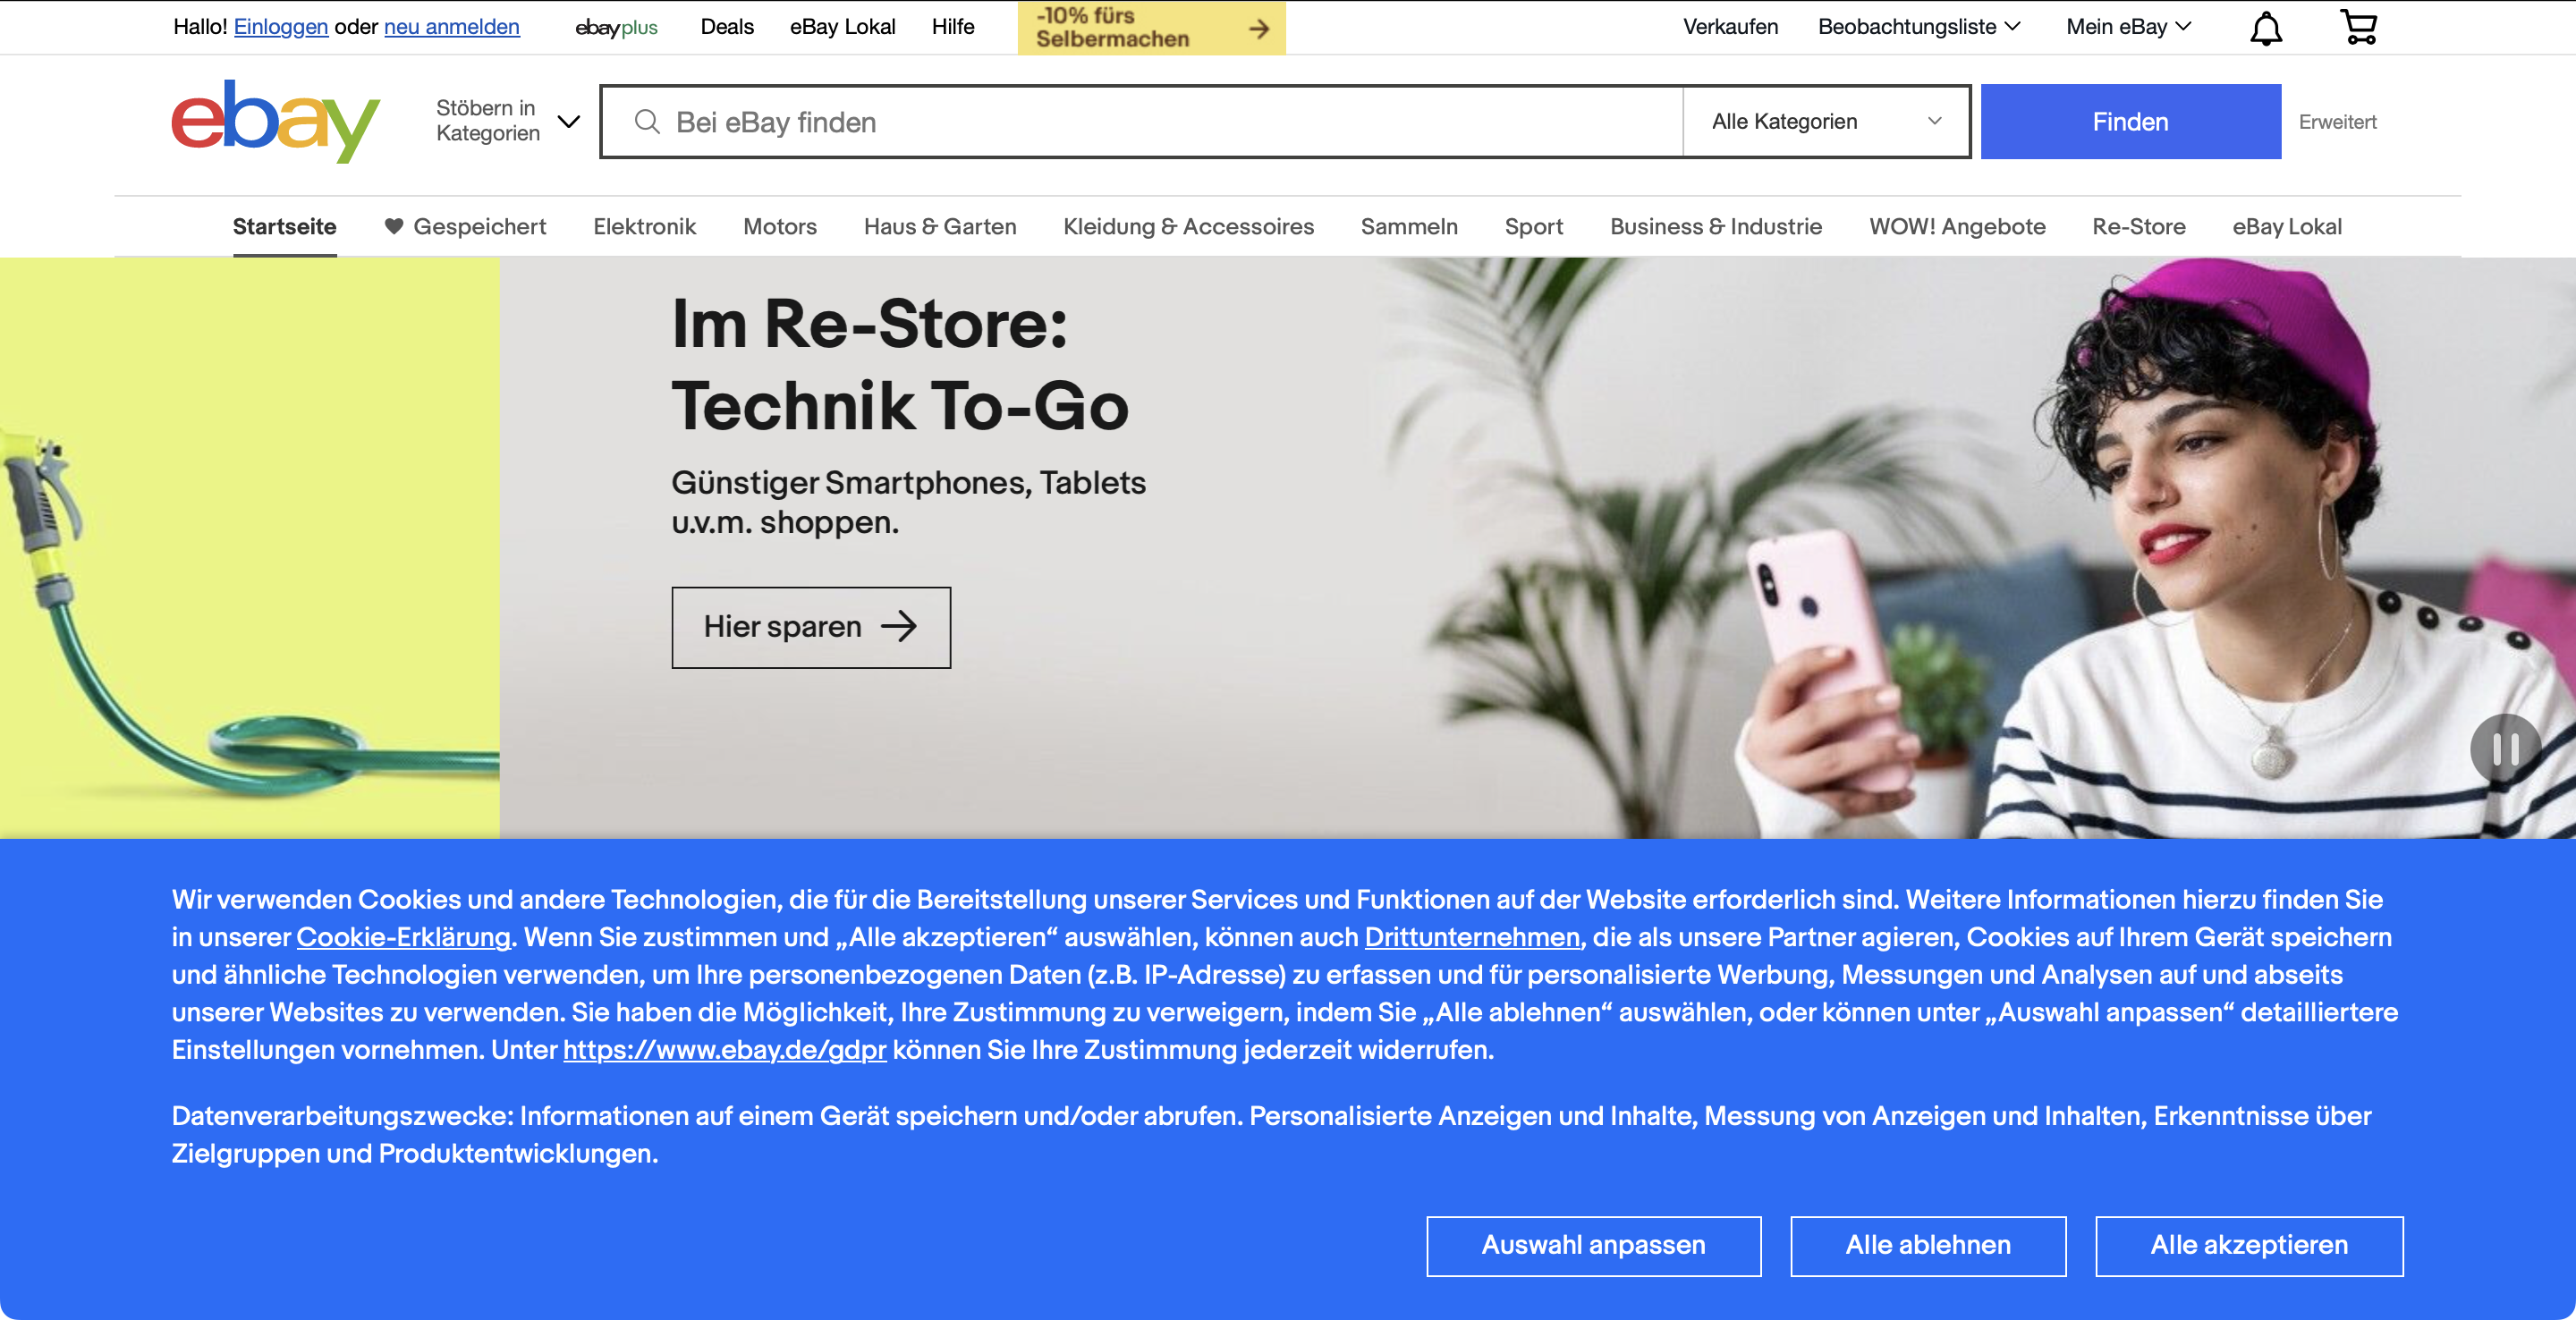 Hallo! Einloggen oder neu anmelden
ebayplus
Deals
eBay Lokal
Hilfe
-10% fürs
Selbermachen
Verkaufen
Beobachtungsliste
Mein eBay
ebay
Stöbern in
Kategorien
Bei eBay finden
Alle Kategorien
Finden
Erweitert
Startseite
Gespeichert
Elektronik
Motors
Haus & Garten
Kleidung & Accessoires
Sammeln
Sport
Business & Industrie
WOW! Angebote
Re-Store
eBay Lokal
Im Re-Store:
Technik To-Go
Günstiger Smartphones, Tablets
u.v.m. shoppen.
Hier sparen
Wir verwenden Cookies und andere Technologien, die für die Bereitstellung unserer Services und Funktionen auf der Website erforderlich sind. Weitere Informationen hierzu finden Sie
in unserer Cookie-Erklärung. Wenn Sie zustimmen und „Alle akzeptieren“ auswählen, können auch Drittunternehmen, die als unsere Partner agieren, Cookies auf Ihrem Gerät speichern
und ähnliche Technologien verwenden, um Ihre personenbezogenen Daten (z.B. IP-Adresse) zu erfassen und für personalisierte Werbung, Messungen und Analysen auf und abseits
unserer Websites zu verwenden. Sie haben die Möglichkeit, Ihre Zustimmung zu verweigern, indem Sie „Alle ablehnen“ auswählen, oder können unter „Auswahl anpassen“ detailliertere
Einstellungen vornehmen. Unter https://www.ebay.de/gdpr können Sie Ihre Zustimmung jederzeit widerrufen.
Datenverarbeitungszwecke: Informationen auf einem Gerät speichern und/oder abrufen. Personalisierte Anzeigen und Inhalte, Messung von Anzeigen und Inhalten, Erkenntnisse über
Zielgruppen und Produktentwicklungen.
Auswahl anpassen
Alle ablehnen
Alle akzeptieren